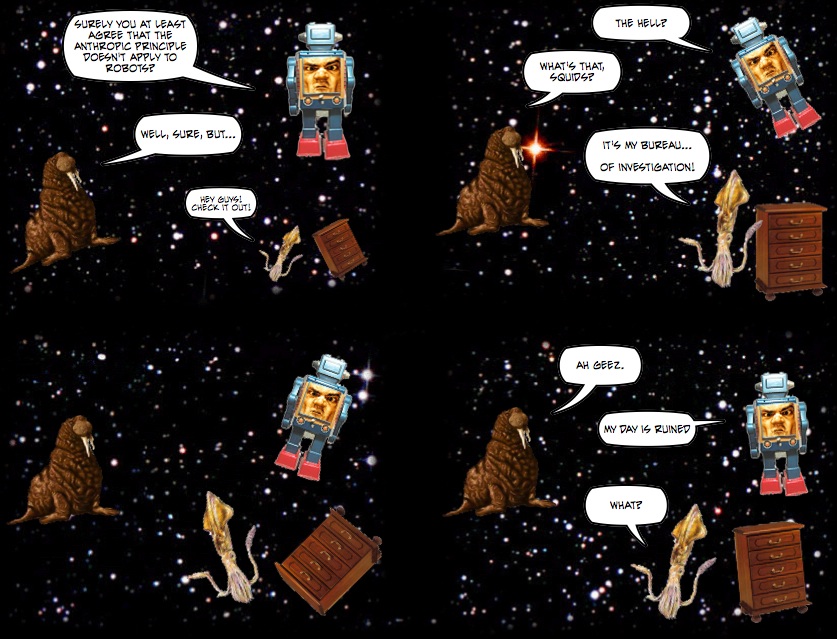 SURELY YOU AT LEAST
AGREE THAT THE
ANTHROPIC PRINCIPLE
DOESN'T APPLY TO
ROBOTS?
WELL, SURE, BUT...
HEY GUYS!
CHECK IT OUT!
THE HELL?
WHAT'S THAT,
SQUIDS?
IT'S MY BUREAU...
OF INVESTIGATION!
AH GEEZ.
MY DAY IS RUINED
WHAT?